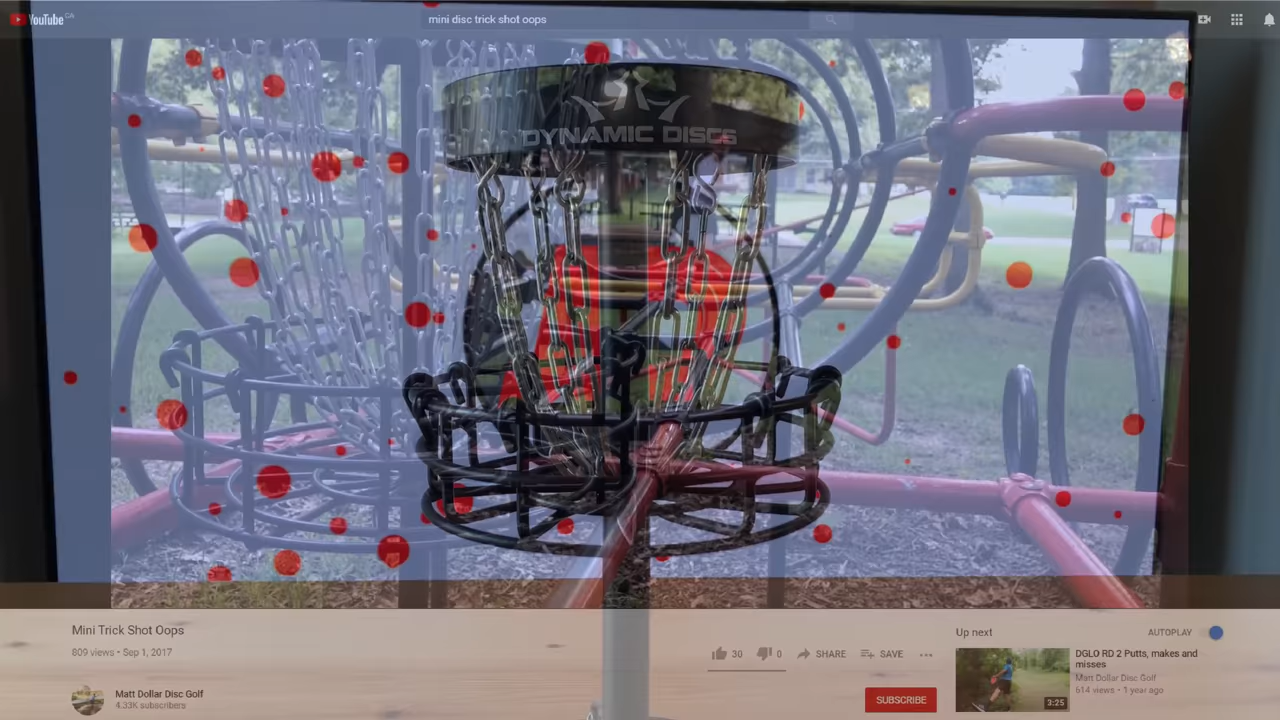 YouTube CA
mini disc trick shot oops
DYNAMIC DISCS
Mini Trick Shot Oops
809 views • Sep 1, 2017
30
0
SHARE
SAVE
Up next
AUTOPLAY
DGLO RD 2 Putts, makes and
misses
Matt Dollar Disc Golf
614 views • 1 year ago
3:25
Matt Dollar Disc Golf
4.33K subscribers
SUBSCRIBE